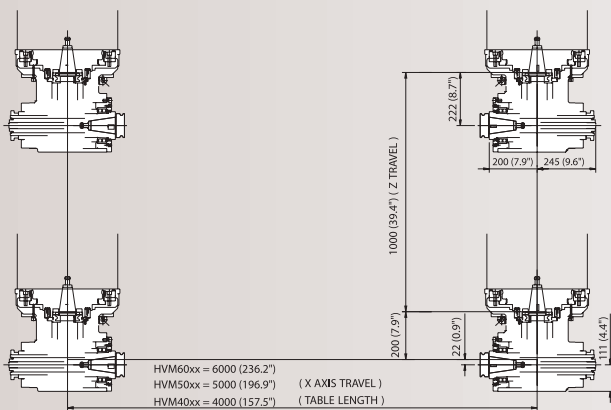 222 (8.7")
200 (7.9")
245 (9.6")
1000 (39.4") ( Z TRAVEL )
200 (7.9")
22 (0.9")
111 (4.4")
HVM60xx = 6000 (236.2")
HVM50xx = 5000 (196.9") ( X AXIS TRAVEL )
HVM40xx = 4000 (157.5") ( TABLE LENGTH )